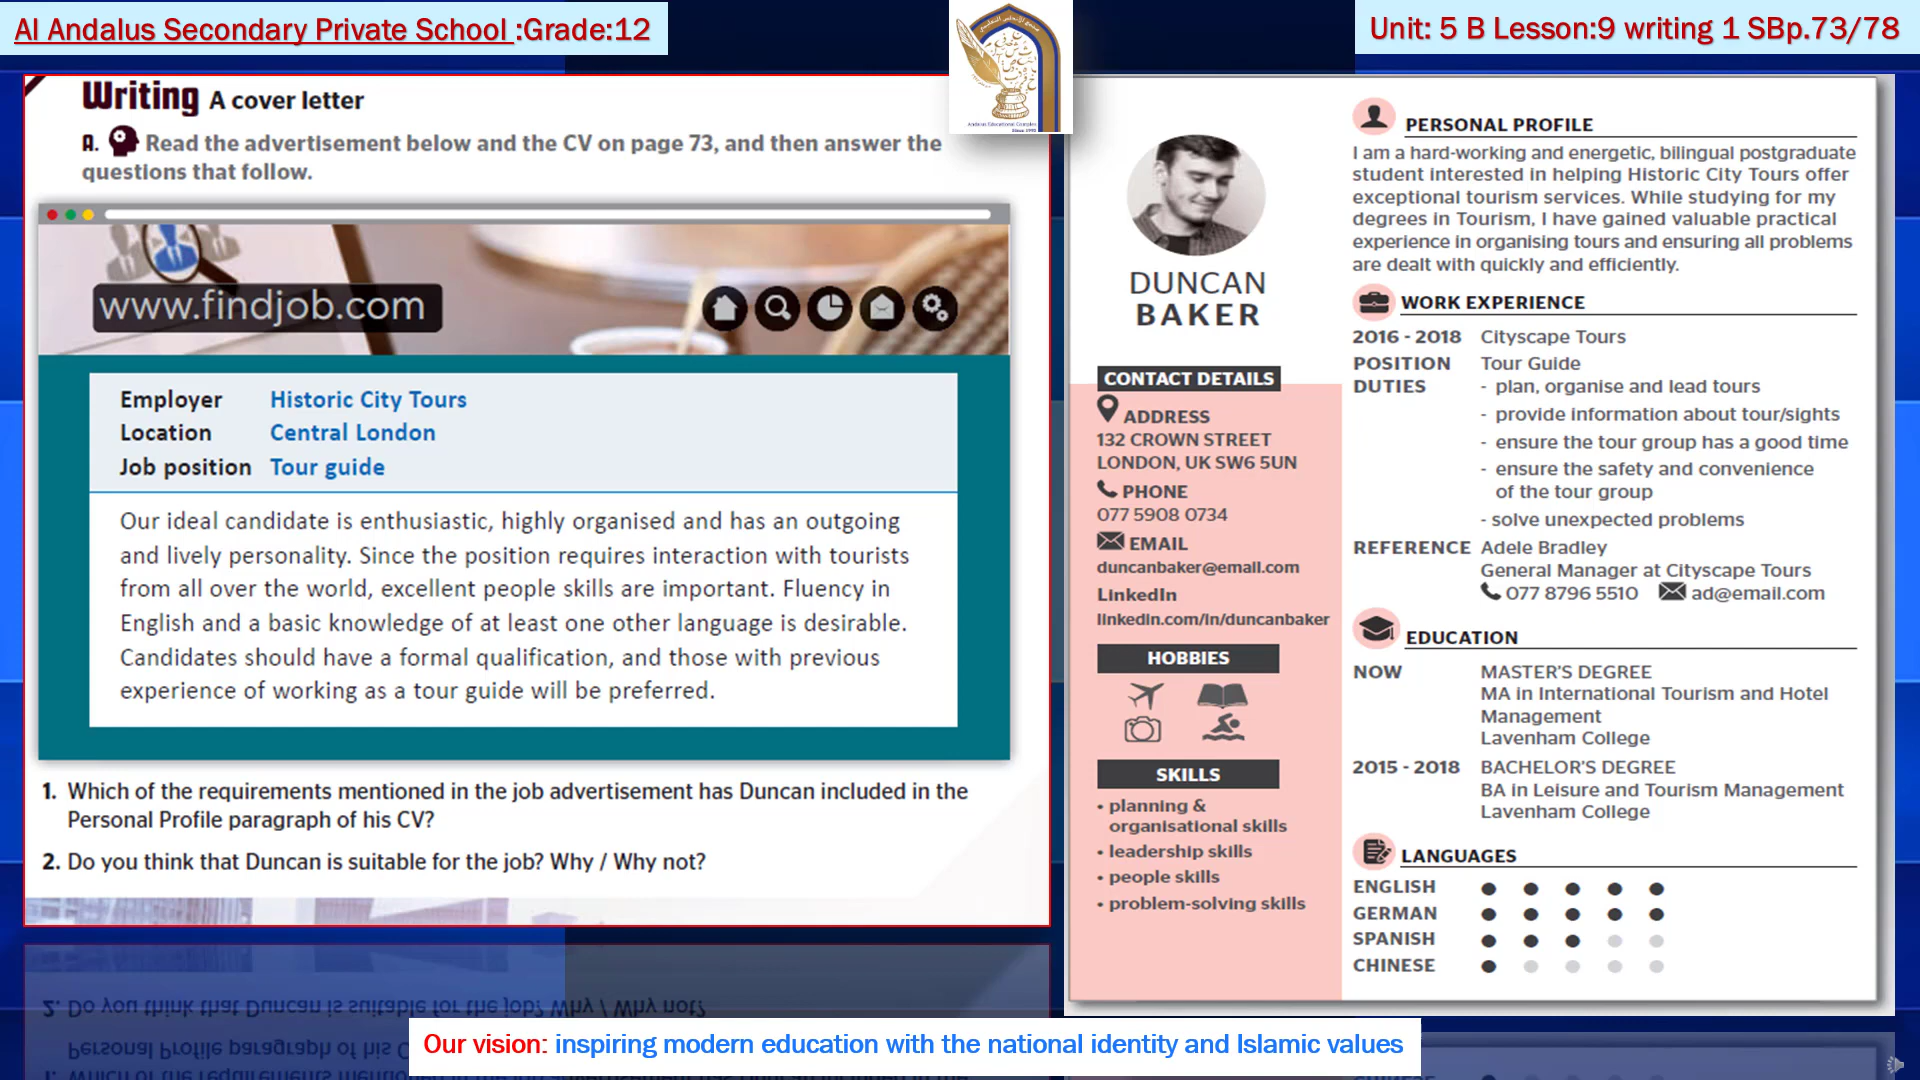 Al Andalus Secondary Private School :Grade:12
Unit: 5 B Lesson:9 writing 1 SBp.73/78
Writing A cover letter
A. Read the advertisement below and the CV on page 73, and then answer the
questions that follow.
www.findjob.com
Employer Historic City Tours
Location Central London
Job position Tour guide
Our ideal candidate is enthusiastic, highly organised and has an outgoing
and lively personality. Since the position requires interaction with tourists
from all over the world, excellent people skills are important. Fluency in
English and a basic knowledge of at least one other language is desirable.
Candidates should have a formal qualification, and those with previous
experience of working as a tour guide will be preferred.
1. Which of the requirements mentioned in the job advertisement has Duncan included in the
Personal Profile paragraph of his CV?
2. Do you think that Duncan is suitable for the job? Why / Why not?
DUNCAN
BAKER
CONTACT DETAILS
ADDRESS
132 CROWN STREET
LONDON, UK SW6 5UN
PHONE
077 5908 0734
EMAIL
duncanbaker@email.com
LinkedIn
linkedin.com/in/duncanbaker
HOBBIES
SKILLS
• planning &
organisational skills
• leadership skills
• people skills
• problem-solving skills
PERSONAL PROFILE
I am a hard-working and energetic, bilingual postgraduate
student interested in helping Historic City Tours offer
exceptional tourism services. While studying for my
degrees in Tourism, I have gained valuable practical
experience in organising tours and ensuring all problems
are dealt with quickly and efficiently.
WORK EXPERIENCE
2016 - 2018 Cityscape Tours
POSITION Tour Guide
DUTIES - plan, organise and lead tours
- provide information about tour/sights
- ensure the tour group has a good time
- ensure the safety and convenience
of the tour group
- solve unexpected problems
REFERENCE Adele Bradley
General Manager at Cityscape Tours
077 8796 5510 ad@email.com
EDUCATION
NOW MASTER'S DEGREE
MA in International Tourism and Hotel
Management
Lavenham College
2015 - 2018 BACHELOR'S DEGREE
BA in Leisure and Tourism Management
Lavenham College
LANGUAGES
ENGLISH
GERMAN
SPANISH
CHINESE
Our vision: inspiring modern education with the national identity and Islamic values